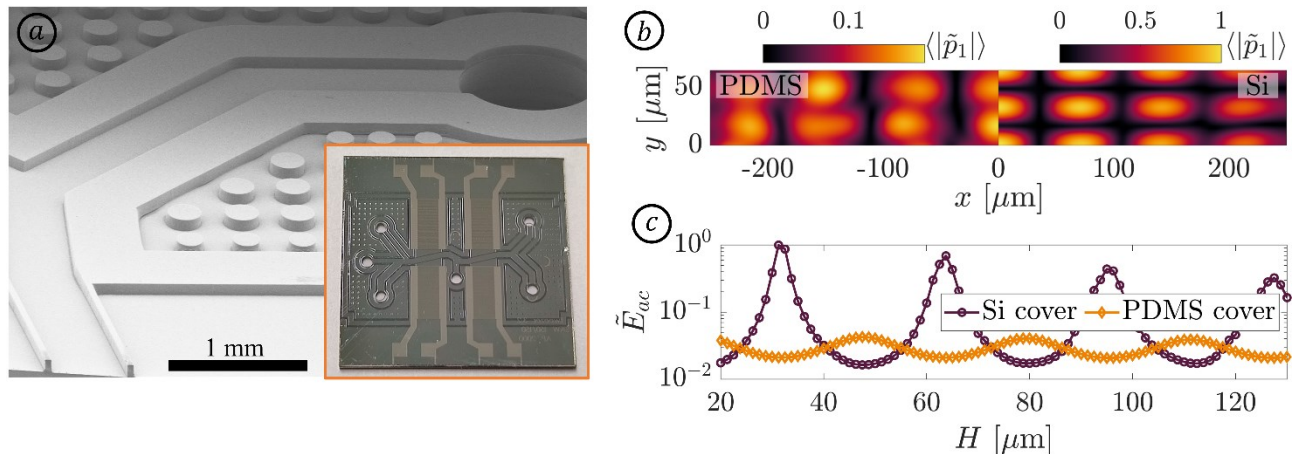 a
1 mm
b
0 0.1
⟨|p̃₁|⟩
0 0.5 1
⟨|p̃₁|⟩
PDMS
Si
50
0
y [μm]
-200 -100 0 100 200
x [μm]
c
10⁰
10⁻¹
10⁻²
Ẽac
Si cover PDMS cover
20 40 60 80 100 120
H [μm]